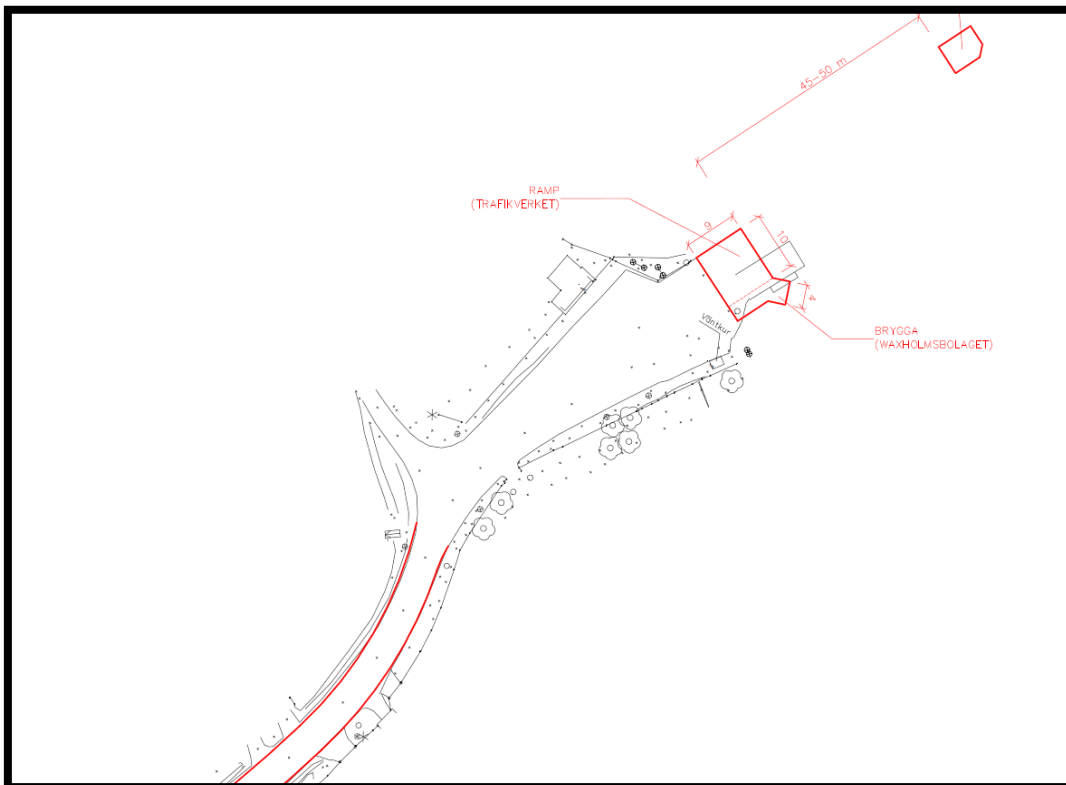 45-50 m
RAMP
(TRAFIKVERKET)
9
10
4
Väntkur
BRYGGA
(WAXHOLMSBOLAGET)